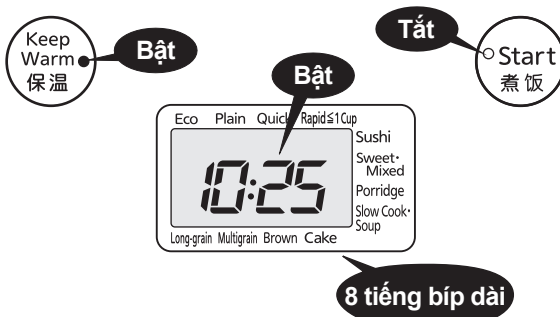 Keep
Warm
保温
Bật
Tắt
Start
煮饭
Bật
Eco Plain Quick Rapid≦1Cup
Sushi
Sweet・
Mixed
Porridge
Slow Cook・
Soup
10:25
Long-grain Multigrain Brown Cake
8 tiếng bíp dài